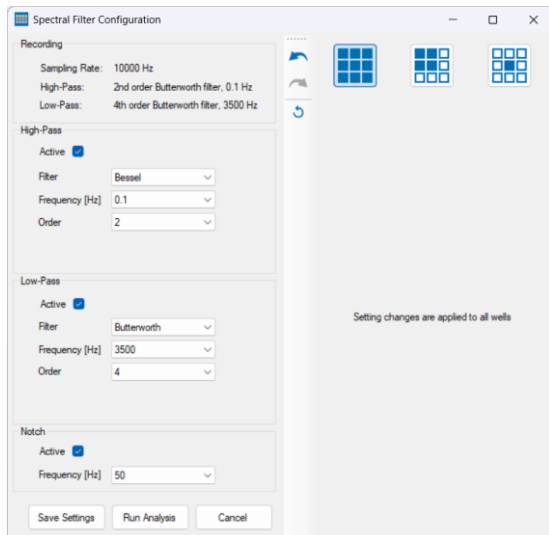 Spectral Filter Configuration
Recording
Sampling Rate: 10000 Hz
High-Pass: 2nd order Butterworth filter, 0.1 Hz
Low-Pass: 4th order Butterworth filter, 3500 Hz
High-Pass
Active
Filter Bessel
Frequency [Hz] 0.1
Order 2
Low-Pass
Active
Filter Butterworth
Frequency [Hz] 3500
Order 4
Notch
Active
Frequency [Hz] 50
Save Settings Run Analysis Cancel
Setting changes are applied to all wells